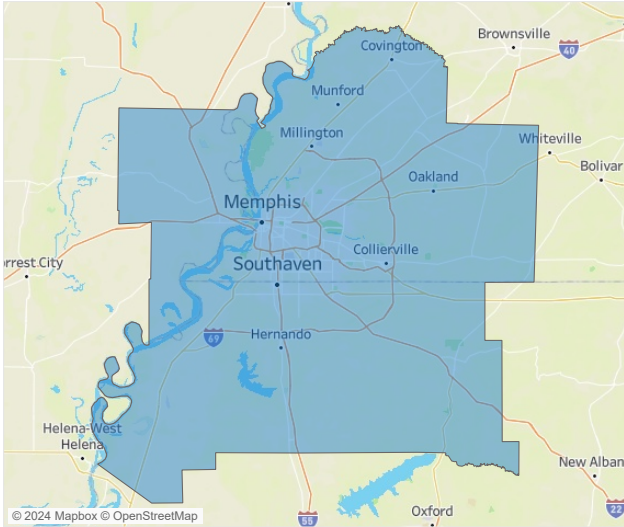 Covington
Brownsville
40
Munford
Millington
Whiteville
Bolivar
Oakland
Memphis
Collierville
rrest City
Southaven
69
Hernando
Helena-West
Helena
New Alban
© 2024 Mapbox © OpenStreetMap
55
Oxford
22